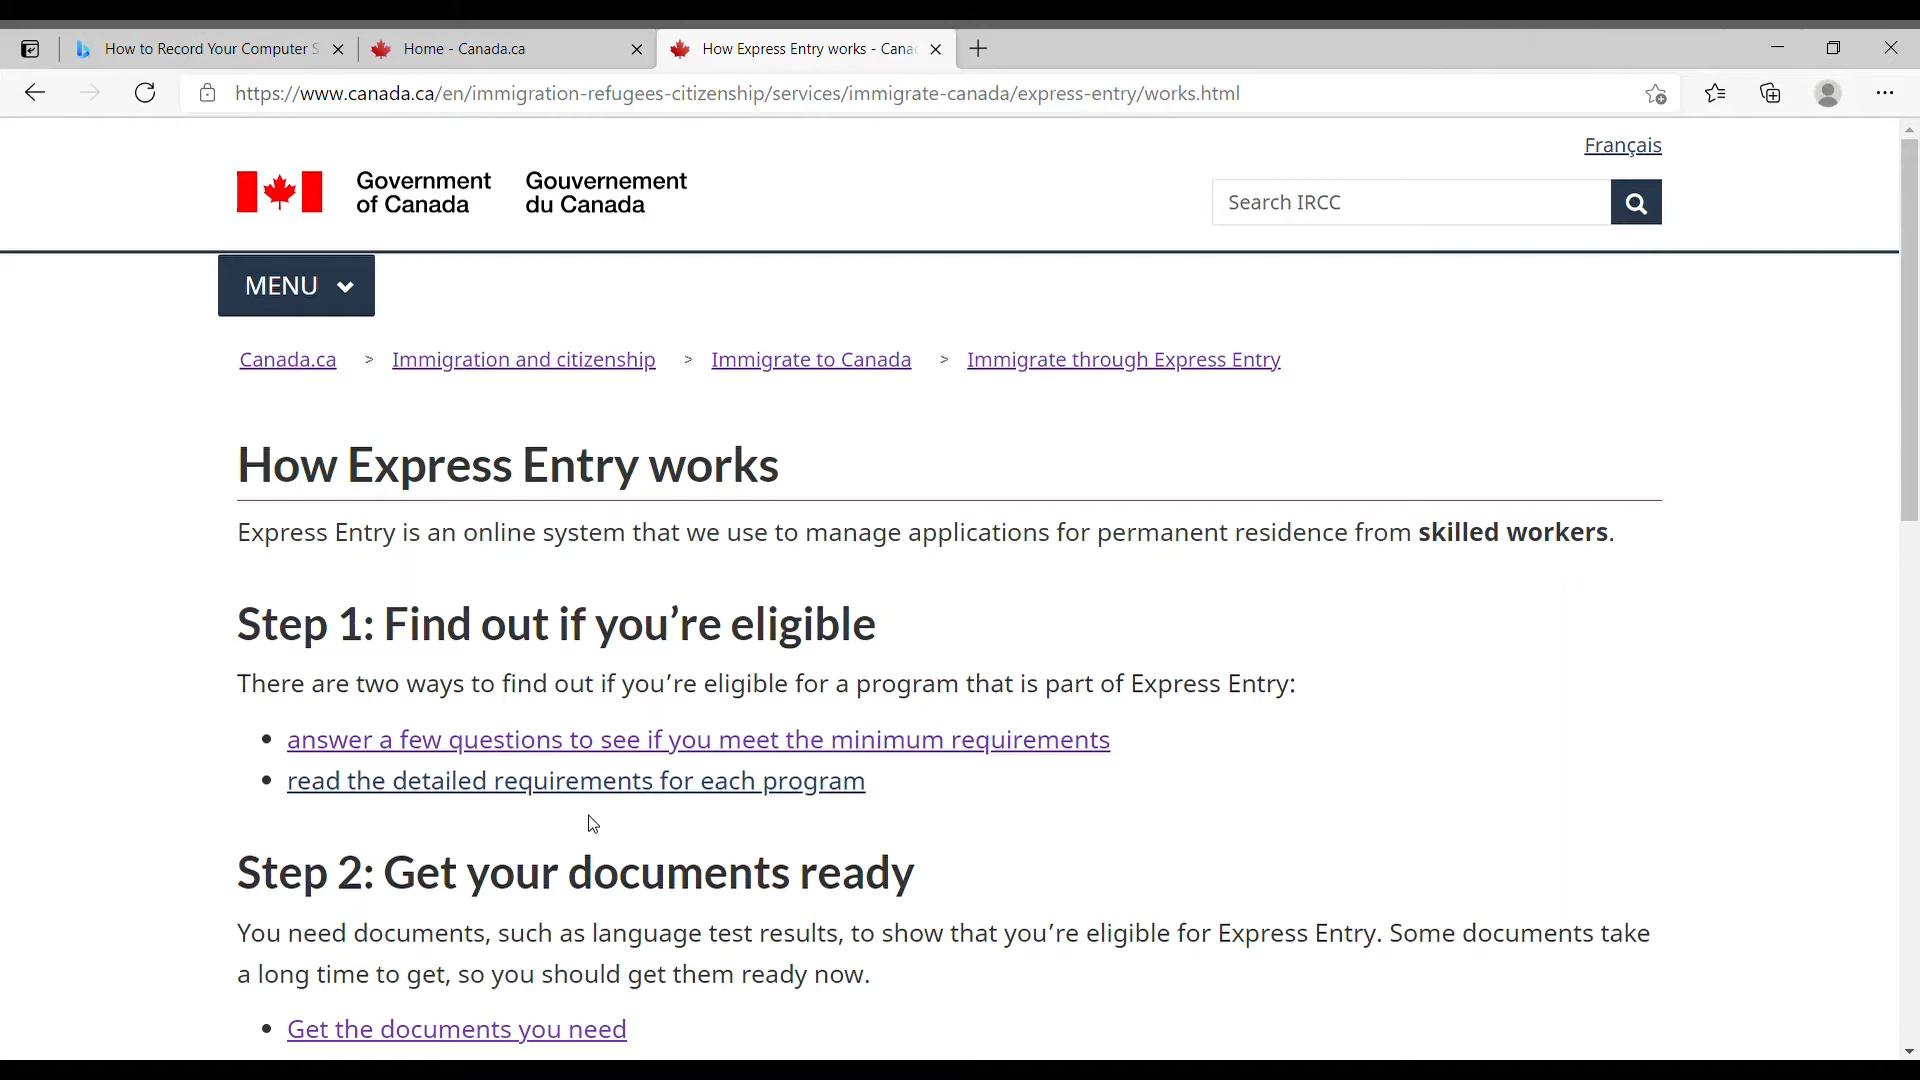 How to Record Your Computer S
Home - Canada.ca
How Express Entry works - Cana
https://www.canada.ca/en/immigration-refugees-citizenship/services/immigrate-canada/express-entry/works.html
Français
Government of Canada
Gouvernement du Canada
Search IRCC
MENU
Canada.ca > Immigration and citizenship > Immigrate to Canada > Immigrate through Express Entry
How Express Entry works
Express Entry is an online system that we use to manage applications for permanent residence from skilled workers.
Step 1: Find out if you’re eligible
There are two ways to find out if you’re eligible for a program that is part of Express Entry:
• answer a few questions to see if you meet the minimum requirements
• read the detailed requirements for each program
Step 2: Get your documents ready
You need documents, such as language test results, to show that you’re eligible for Express Entry. Some documents take
a long time to get, so you should get them ready now.
• Get the documents you need